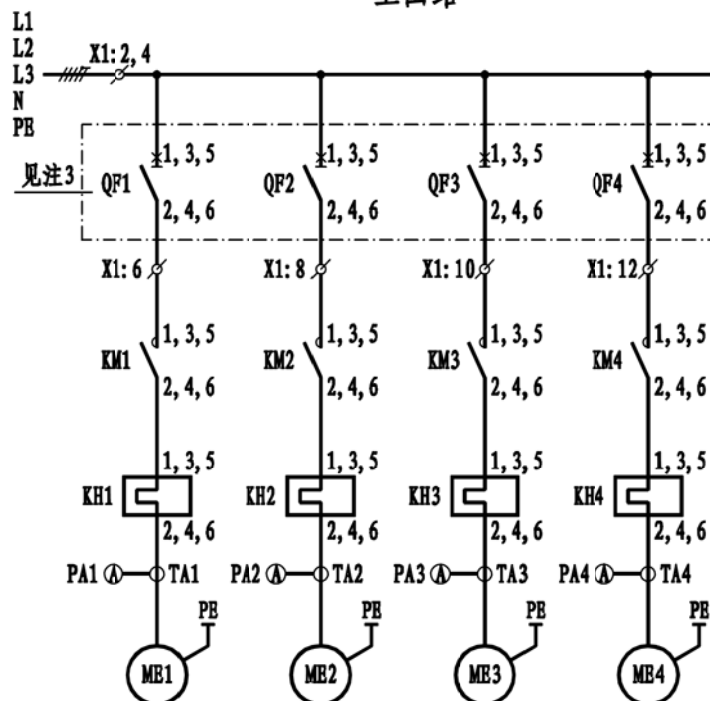 L1
L2
L3
N
PE
X1:2,4
见注3
QF1
1,3,5
2,4,6
QF2
1,3,5
2,4,6
QF3
1,3,5
2,4,6
QF4
1,3,5
2,4,6
X1:6
X1:8
X1:10
X1:12
KM1
1,3,5
2,4,6
KM2
1,3,5
2,4,6
KM3
1,3,5
2,4,6
KM4
1,3,5
2,4,6
KH1
1,3,5
2,4,6
KH2
1,3,5
2,4,6
KH3
1,3,5
2,4,6
KH4
1,3,5
2,4,6
PA1 A TA1
PA2 A TA2
PA3 A TA3
PA4 A TA4
PE
PE
PE
PE
ME1
ME2
ME3
ME4